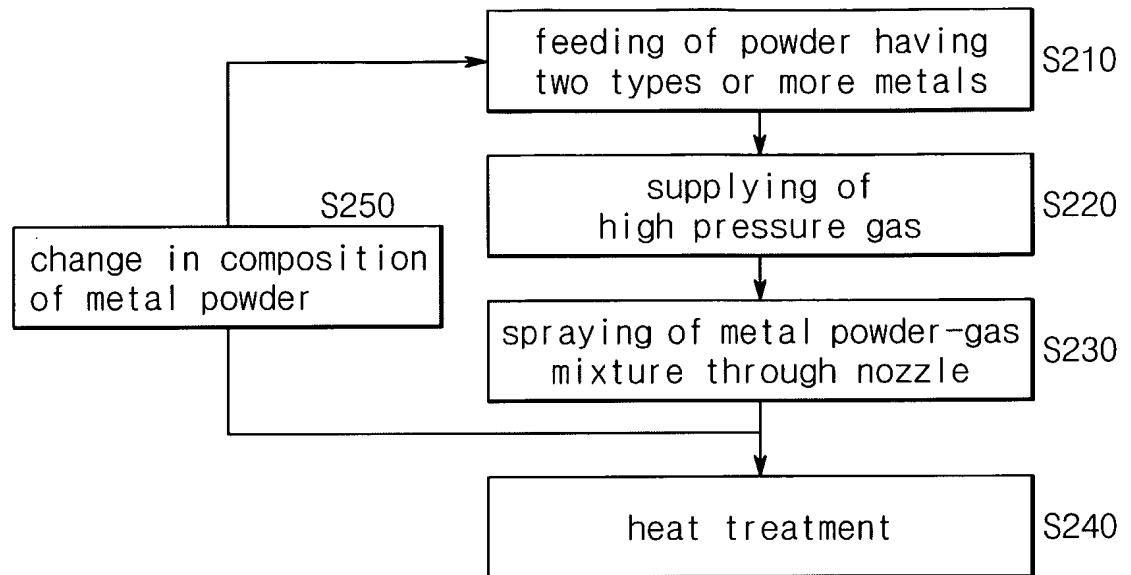 feeding of powder having
two types or more metals
S210
supplying of
high pressure gas
S220
S250
change in composition
of metal powder
spraying of metal powder-gas
mixture through nozzle
S230
heat treatment
S240